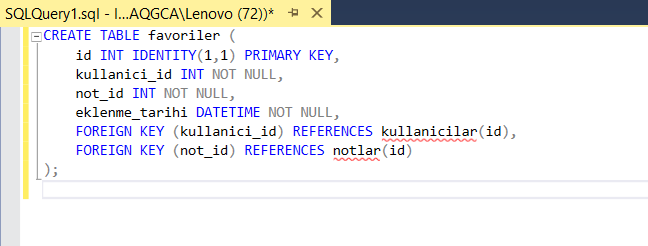 SQLQuery1.sql - l...AQGCA\Lenovo (72))*
CREATE TABLE favoriler (
id INT IDENTITY(1,1) PRIMARY KEY,
kullanici_id INT NOT NULL,
not_id INT NOT NULL,
eklenme_tarihi DATETIME NOT NULL,
FOREIGN KEY (kullanici_id) REFERENCES kullanicilar(id),
FOREIGN KEY (not_id) REFERENCES notlar(id)
);